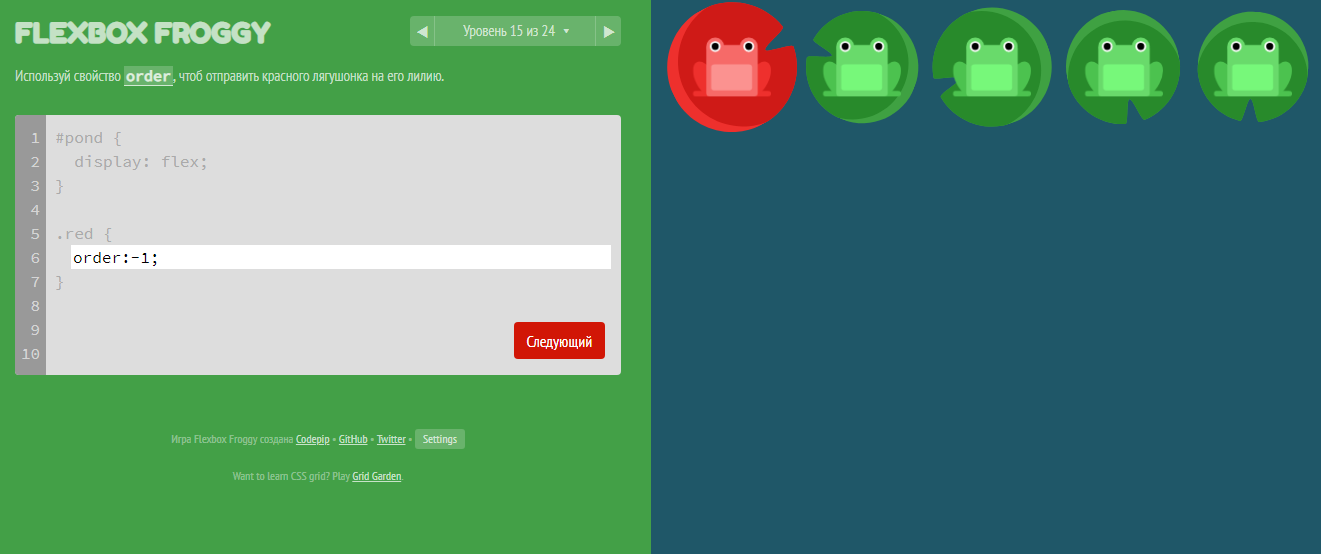 FLEXBOX FROGGY
◀ Уровень 15 из 24 ▾ ▶
Используй свойство order, чтоб отправить красного лягушонка на его лилию.
1 #pond {
2   display: flex;
3 }
4
5 .red {
6   order:-1;
7 }
8
9
10
Следующий
Игра Flexbox Froggy создана Codepip • GitHub • Twitter • Settings
Want to learn CSS grid? Play Grid Garden.